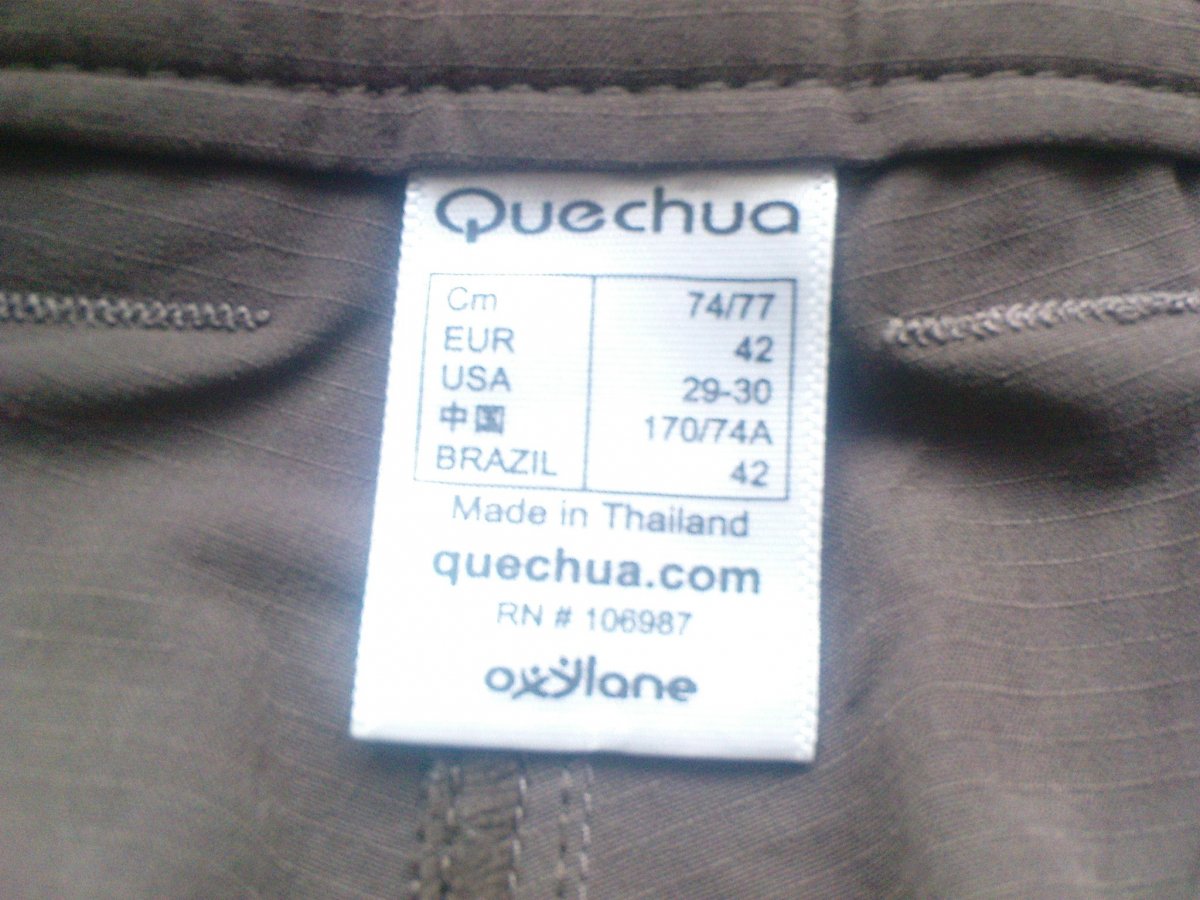 Quechua
Cm 74/77
EUR 42
USA 29-30
中国 170/74A
BRAZIL 42
Made in Thailand
quechua.com
RN # 106987
oxylane